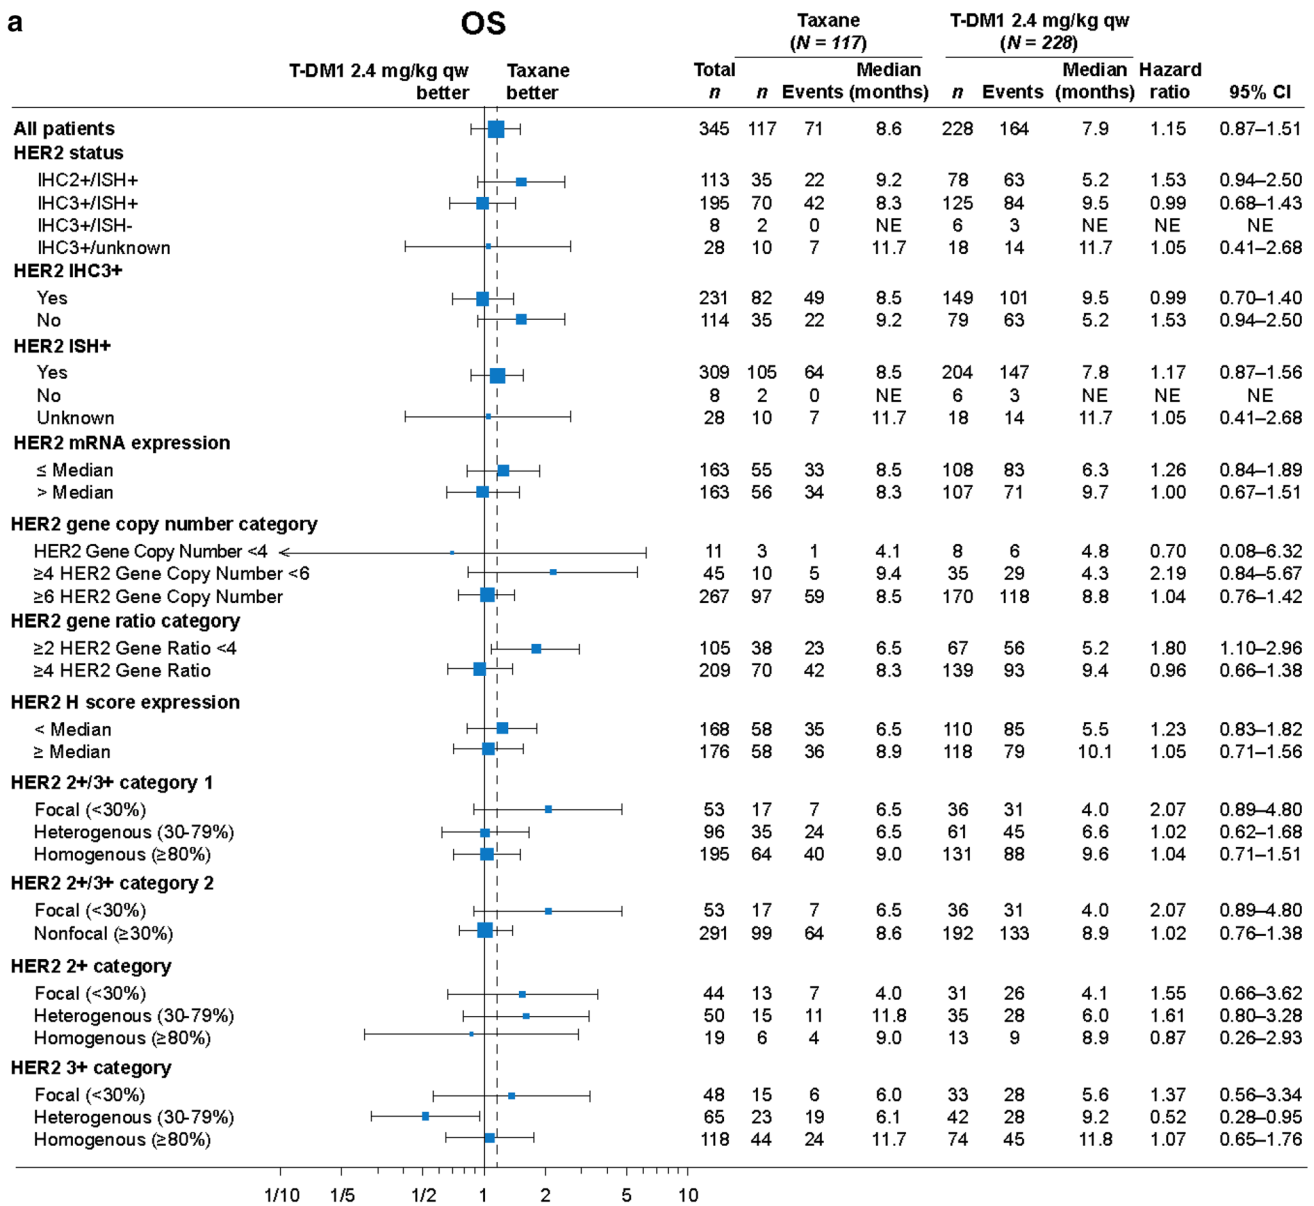 a
OS
Taxane T-DM1 2.4 mg/kg qw
(N = 117) (N = 228)
T-DM1 2.4 mg/kg qw Taxane Total Median Median Hazard
better better n n Events (months) n Events (months) ratio 95% CI
All patients 345 117 71 8.6 228 164 7.9 1.15 0.87–1.51
HER2 status
IHC2+/ISH+ 113 35 22 9.2 78 63 5.2 1.53 0.94–2.50
IHC3+/ISH+ 195 70 42 8.3 125 84 9.5 0.99 0.68–1.43
IHC3+/ISH- 8 2 0 NE 6 3 NE NE NE
IHC3+/unknown 28 10 7 11.7 18 14 11.7 1.05 0.41–2.68
HER2 IHC3+
Yes 231 82 49 8.5 149 101 9.5 0.99 0.70–1.40
No 114 35 22 9.2 79 63 5.2 1.53 0.94–2.50
HER2 ISH+
Yes 309 105 64 8.5 204 147 7.8 1.17 0.87–1.56
No 8 2 0 NE 6 3 NE NE NE
Unknown 28 10 7 11.7 18 14 11.7 1.05 0.41–2.68
HER2 mRNA expression
≤ Median 163 55 33 8.5 108 83 6.3 1.26 0.84–1.89
> Median 163 56 34 8.3 107 71 9.7 1.00 0.67–1.51
HER2 gene copy number category
HER2 Gene Copy Number <4 11 3 1 4.1 8 6 4.8 0.70 0.08–6.32
≥4 HER2 Gene Copy Number <6 45 10 5 9.4 35 29 4.3 2.19 0.84–5.67
≥6 HER2 Gene Copy Number 267 97 59 8.5 170 118 8.8 1.04 0.76–1.42
HER2 gene ratio category
≥2 HER2 Gene Ratio <4 105 38 23 6.5 67 56 5.2 1.80 1.10–2.96
≥4 HER2 Gene Ratio 209 70 42 8.3 139 93 9.4 0.96 0.66–1.38
HER2 H score expression
< Median 168 58 35 6.5 110 85 5.5 1.23 0.83–1.82
≥ Median 176 58 36 8.9 118 79 10.1 1.05 0.71–1.56
HER2 2+/3+ category 1
Focal (<30%) 53 17 7 6.5 36 31 4.0 2.07 0.89–4.80
Heterogenous (30-79%) 96 35 24 6.5 61 45 6.6 1.02 0.62–1.68
Homogenous (≥80%) 195 64 40 9.0 131 88 9.6 1.04 0.71–1.51
HER2 2+/3+ category 2
Focal (<30%) 53 17 7 6.5 36 31 4.0 2.07 0.89–4.80
Nonfocal (≥30%) 291 99 64 8.6 192 133 8.9 1.02 0.76–1.38
HER2 2+ category
Focal (<30%) 44 13 7 4.0 31 26 4.1 1.55 0.66–3.62
Heterogenous (30-79%) 50 15 11 11.8 35 28 6.0 1.61 0.80–3.28
Homogenous (≥80%) 19 6 4 9.0 13 9 8.9 0.87 0.26–2.93
HER2 3+ category
Focal (<30%) 48 15 6 6.0 33 28 5.6 1.37 0.56–3.34
Heterogenous (30-79%) 65 23 19 6.1 42 28 9.2 0.52 0.28–0.95
Homogenous (≥80%) 118 44 24 11.7 74 45 11.8 1.07 0.65–1.76
1/10 1/5 1/2 1 2 5 10